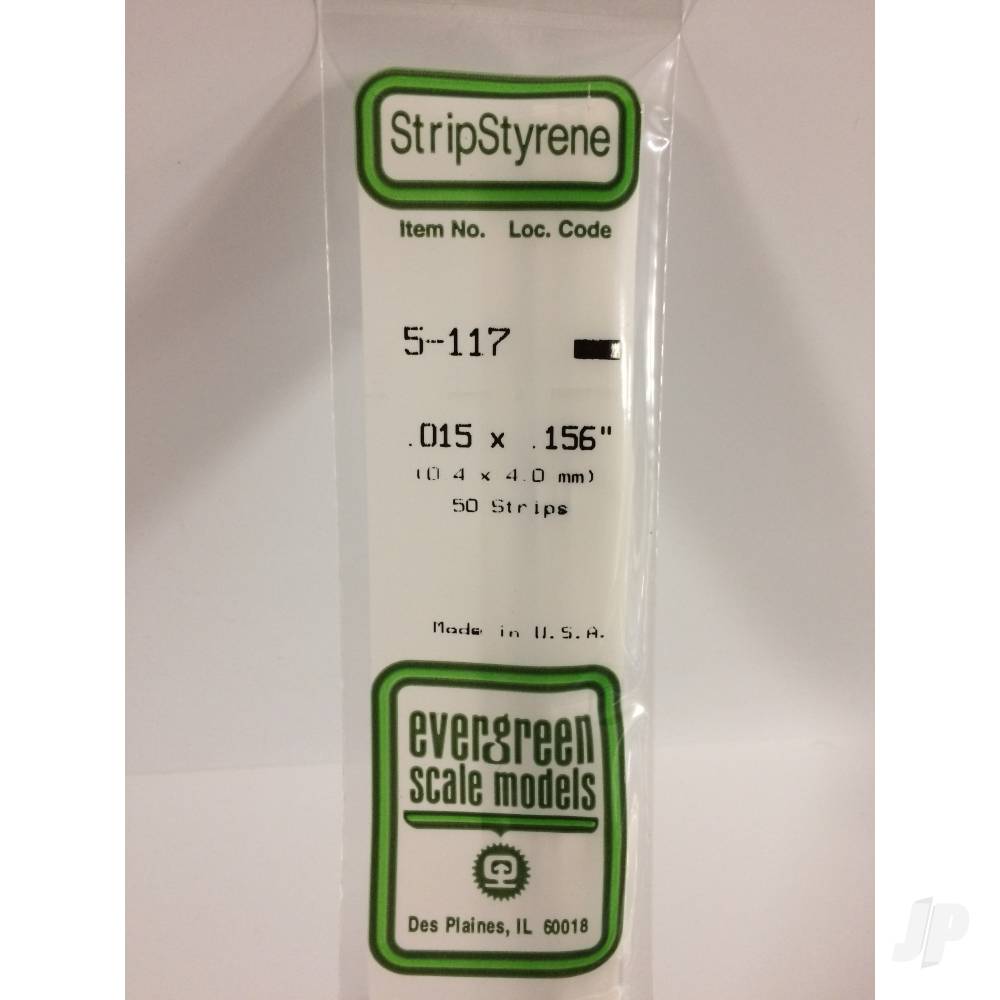 StripStyrene
Item No. Loc. Code
5-117
.015 x .156"
(0.4 x 4.0 mm)
50 Strips
Made in U.S.A.
evergreen
scale models
Des Plaines, IL 60018
JP